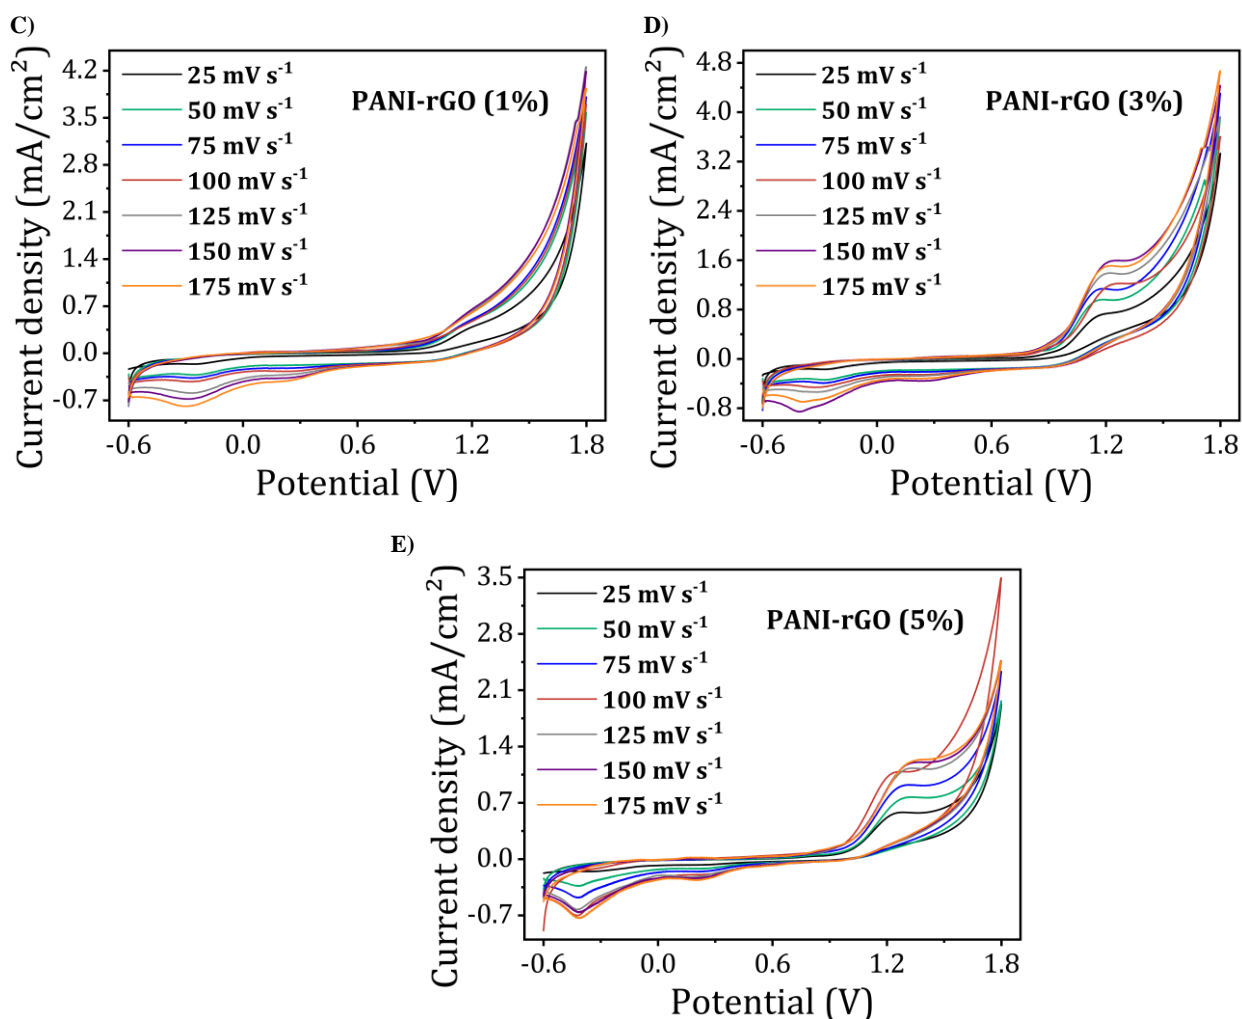 C)
Current density (mA/cm²)
4.2
3.5
2.8
2.1
1.4
0.7
0.0
-0.7
25 mV s⁻¹
50 mV s⁻¹
75 mV s⁻¹
100 mV s⁻¹
125 mV s⁻¹
150 mV s⁻¹
175 mV s⁻¹
PANI-rGO (1%)
-0.6 0.0 0.6 1.2 1.8
Potential (V)
D)
Current density (mA/cm²)
4.8
4.0
3.2
2.4
1.6
0.8
0.0
-0.8
25 mV s⁻¹
50 mV s⁻¹
75 mV s⁻¹
100 mV s⁻¹
125 mV s⁻¹
150 mV s⁻¹
175 mV s⁻¹
PANI-rGO (3%)
-0.6 0.0 0.6 1.2 1.8
Potential (V)
E)
Current density (mA/cm²)
3.5
2.8
2.1
1.4
0.7
0.0
-0.7
25 mV s⁻¹
50 mV s⁻¹
75 mV s⁻¹
100 mV s⁻¹
125 mV s⁻¹
150 mV s⁻¹
175 mV s⁻¹
PANI-rGO (5%)
-0.6 0.0 0.6 1.2 1.8
Potential (V)